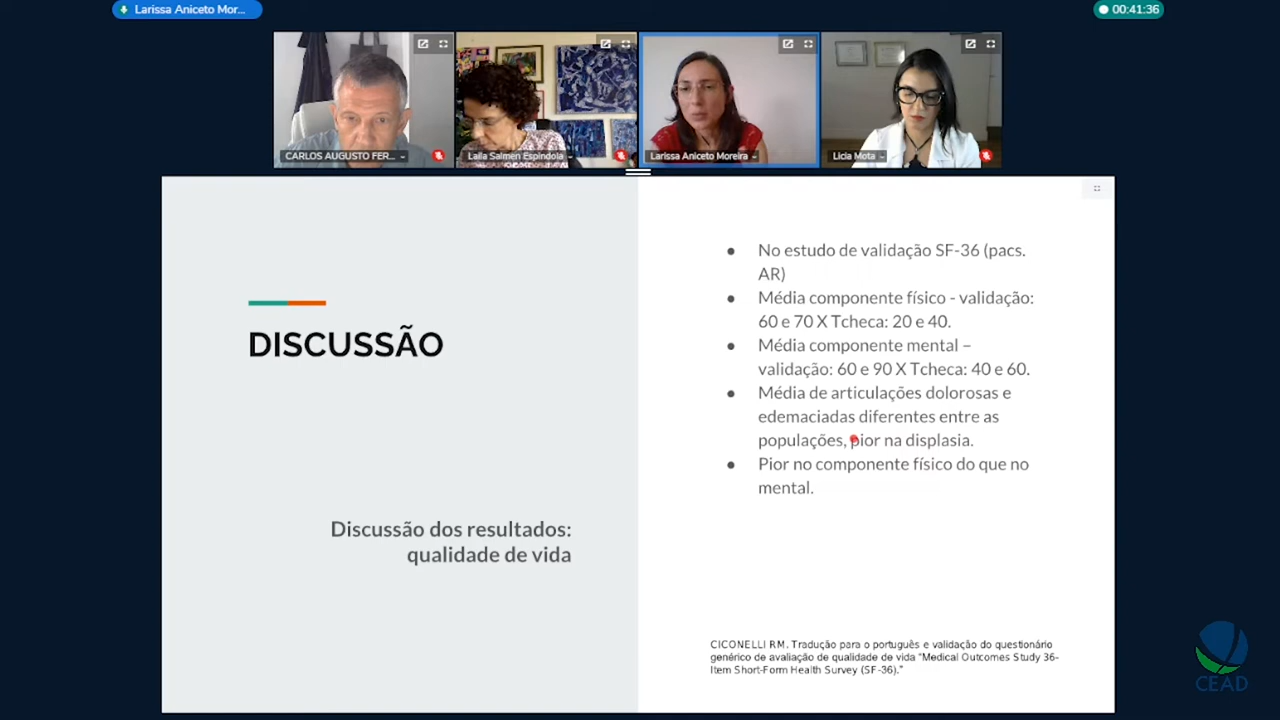 Larissa Aniceto Mor...
00:41:36
CARLOS AUGUSTO FER...
Laila Salmen Espindola
Larissa Aniceto Moreira
Licia Mota
DISCUSSÃO
Discussão dos resultados:
qualidade de vida
● No estudo de validação SF-36 (pacs.
AR)
● Média componente físico - validação:
60 e 70 X Tcheca: 20 e 40.
● Média componente mental –
validação: 60 e 90 X Tcheca: 40 e 60.
● Média de articulações dolorosas e
edemaciadas diferentes entre as
populações, pior na displasia.
● Pior no componente físico do que no
mental.
CICONELLI RM. Tradução para o português e validação do questionário
genérico de avaliação de qualidade de vida "Medical Outcomes Study 36-
Item Short-Form Health Survey (SF-36)."
CEAD